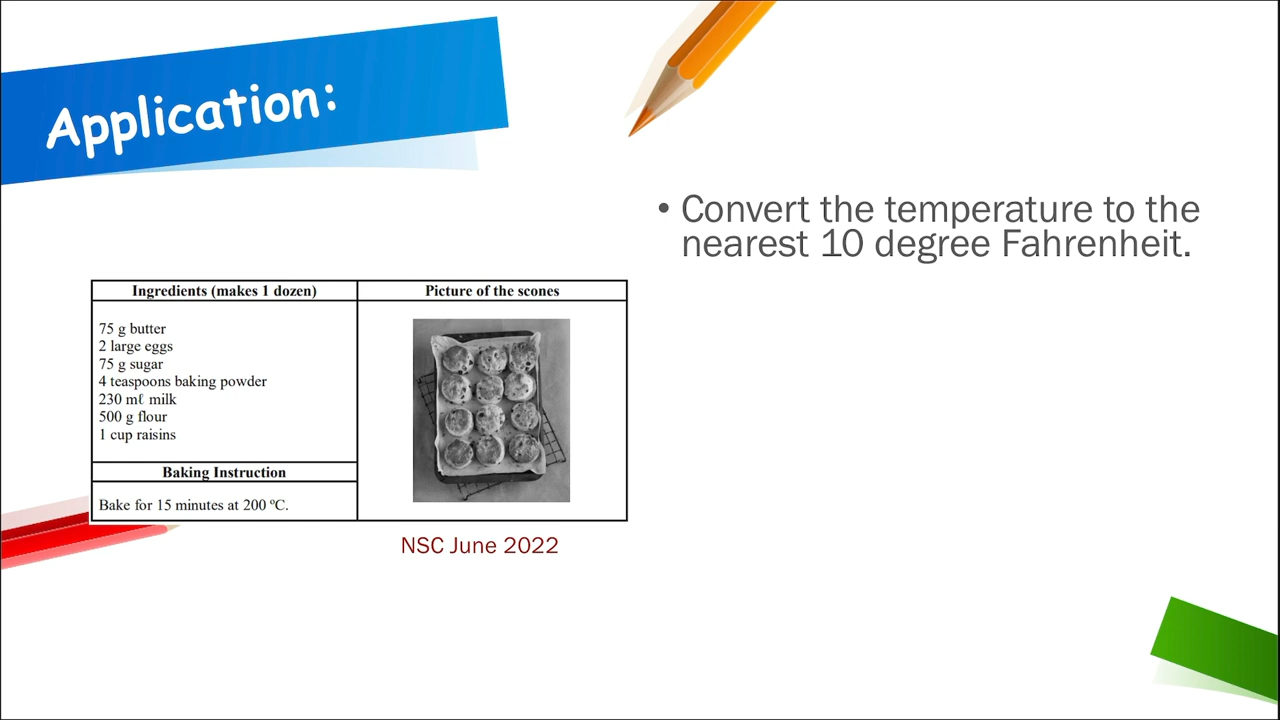 Application:
• Convert the temperature to the
nearest 10 degree Fahrenheit.
Ingredients (makes 1 dozen)
75 g butter
2 large eggs
75 g sugar
4 teaspoons baking powder
230 mℓ milk
500 g flour
1 cup raisins
Baking Instruction
Bake for 15 minutes at 200 ºC.
Picture of the scones
NSC June 2022